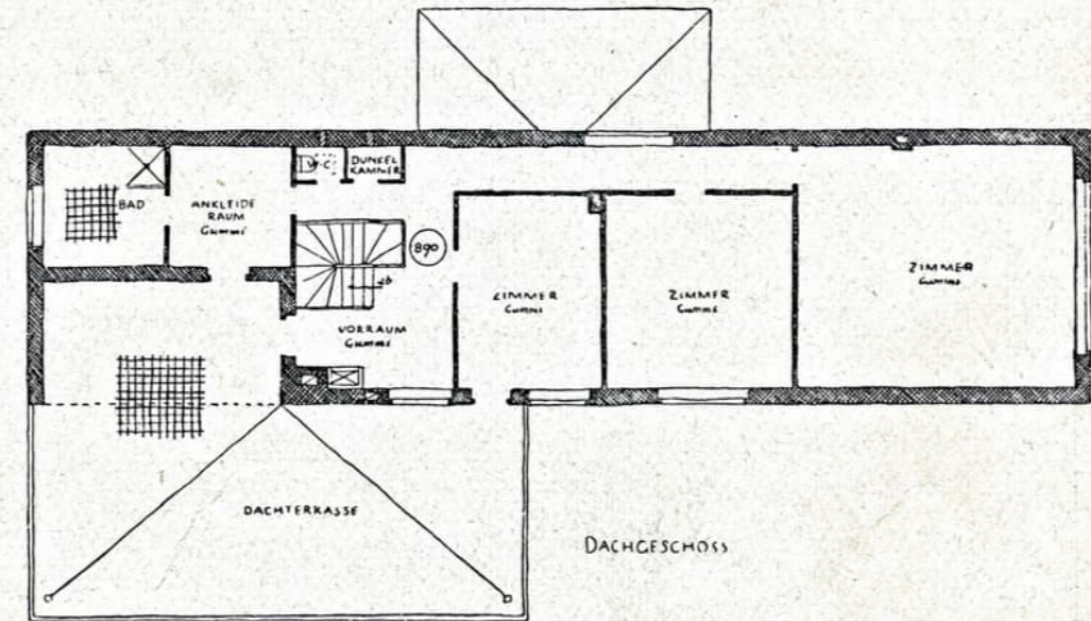 W·C·
DUNKEL
KAMMER
BAD
ANKLEIDE
RAUM
Gummi
890
ab
ZIMMER
Gummi
ZIMMER
Gummi
ZIMMER
Gummi
VORRAUM
Gummi
DACHTERRASSE
DACHGESCHOSS